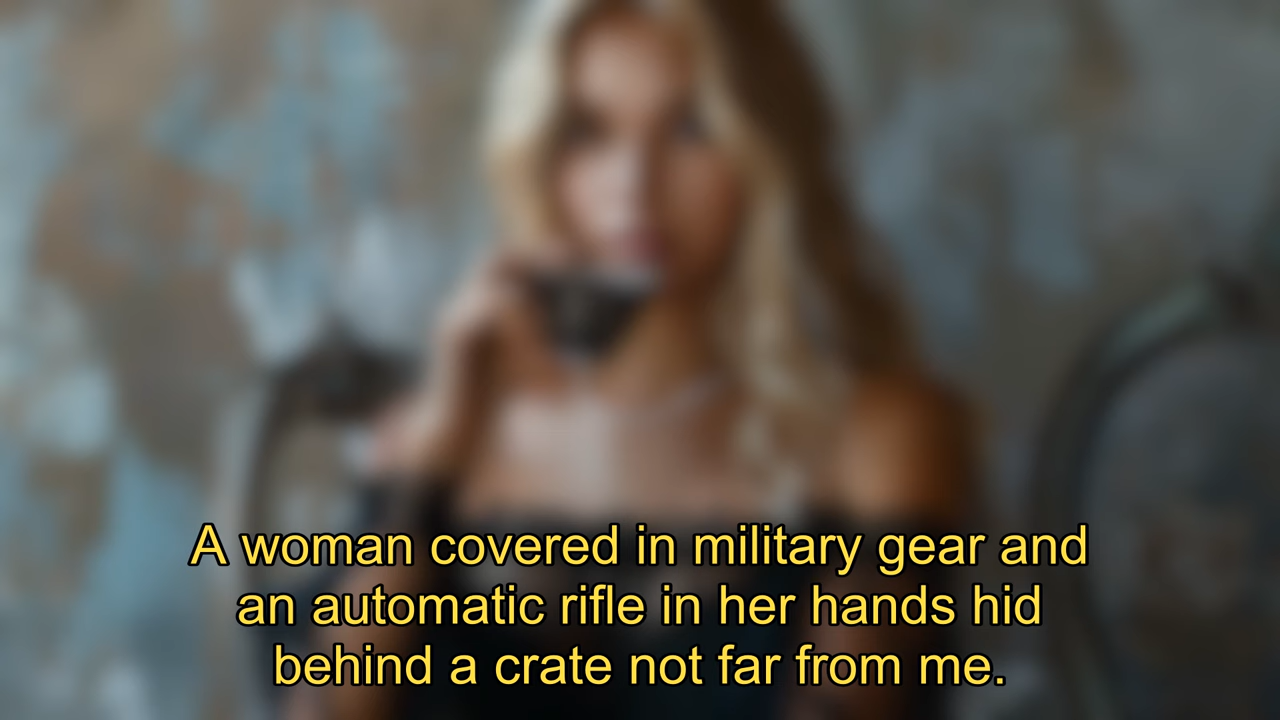 A woman covered in military gear and
an automatic rifle in her hands hid
behind a crate not far from me.